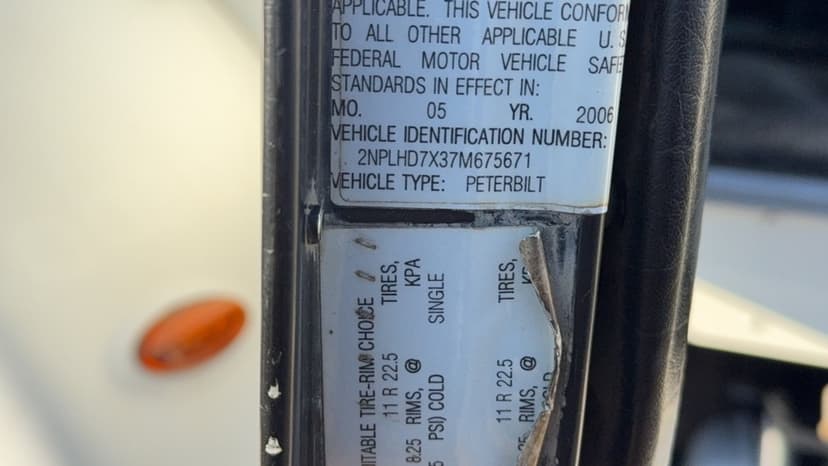 APPLICABLE. THIS VEHICLE
TO ALL OTHER APPLICABLE U.S
FEDERAL MOTOR VEHICLE
STANDARDS IN EFFECT IN:
MO. 05 YR. 2006
VEHICLE IDENTIFICATION NUMBER:
2NPLHD7X37M675671
VEHICLE TYPE: PETERBILT
TIRE-RIM CHOICE
11 R 22.5 TIRES,
8.25 RIMS, @ KPA
PSI) COLD SINGLE
11 R 22.5 TIRES,
RIMS, @